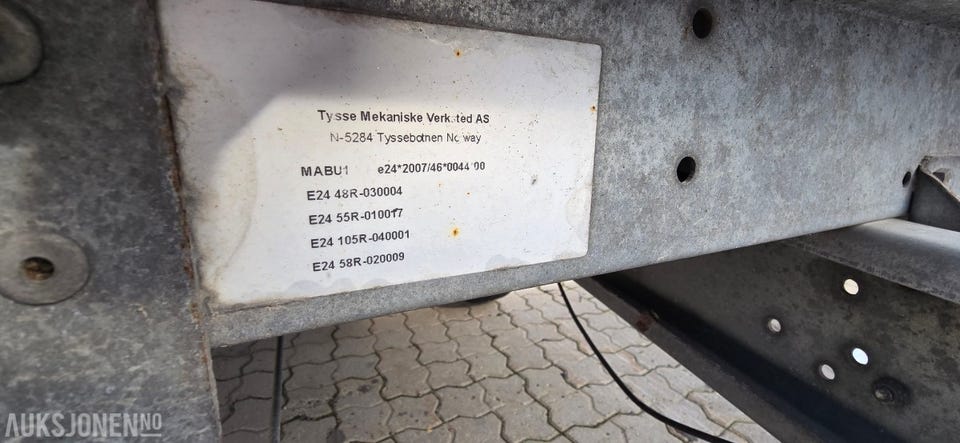 Tysse Mekaniske Verksted AS
N-5284 Tyssebotnen Norway
MABU1 e24*2007/46*0044*00
E24 48R-030004
E24 55R-010017
E24 105R-040001
E24 58R-020009
AUKSJONEN.NO